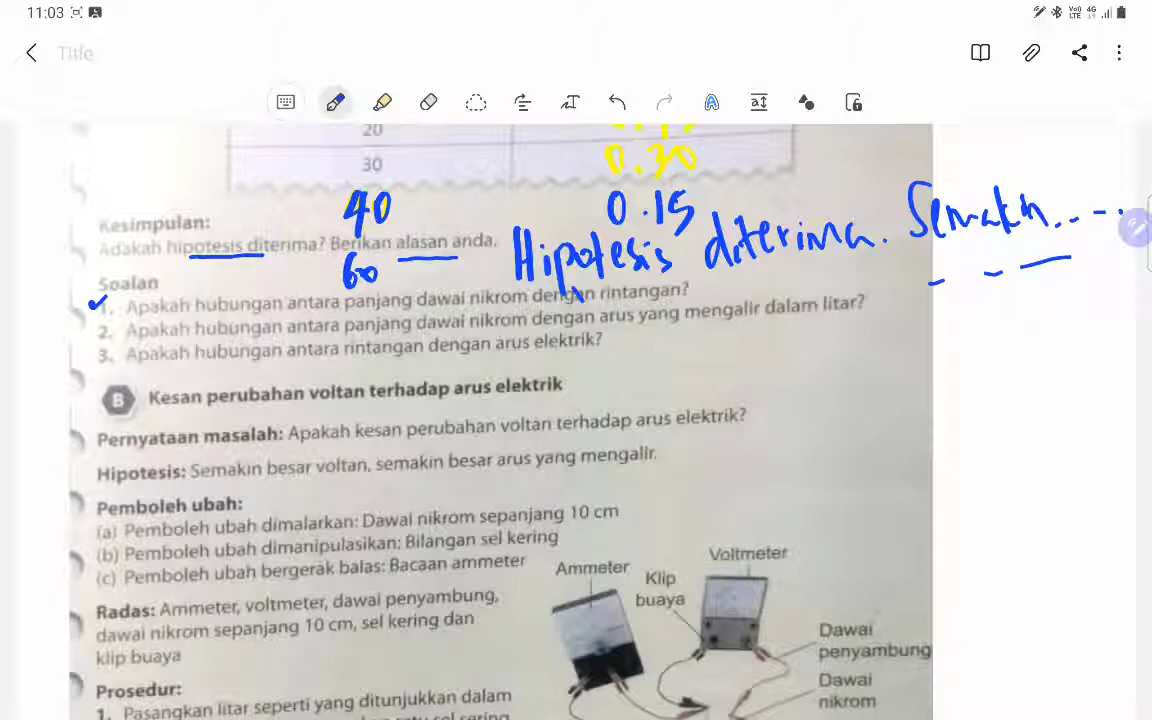 11:03
Title
20
30
0.30
40
0.15
Kesimpulan:
Adakah hipotesis diterima? Berikan alasan anda.
60
Hipotesis diterima. Semakin.....
Soalan
1. Apakah hubungan antara panjang dawai nikrom dengan rintangan?
2. Apakah hubungan antara panjang dawai nikrom dengan arus yang mengalir dalam litar?
3. Apakah hubungan antara rintangan dengan arus elektrik?
B Kesan perubahan voltan terhadap arus elektrik
Pernyataan masalah: Apakah kesan perubahan voltan terhadap arus elektrik?
Hipotesis: Semakin besar voltan, semakin besar arus yang mengalir.
Pemboleh ubah:
(a) Pemboleh ubah dimalarkan: Dawai nikrom sepanjang 10 cm
(b) Pemboleh ubah dimanipulasikan: Bilangan sel kering
(c) Pemboleh ubah bergerak balas: Bacaan ammeter
Radas: Ammeter, voltmeter, dawai penyambung,
dawai nikrom sepanjang 10 cm, sel kering dan
klip buaya
Prosedur:
1. Pasangkan litar seperti yang ditunjukkan dalam
Ammeter
Klip
buaya
Voltmeter
Dawai
penyambung
Dawai
nikrom